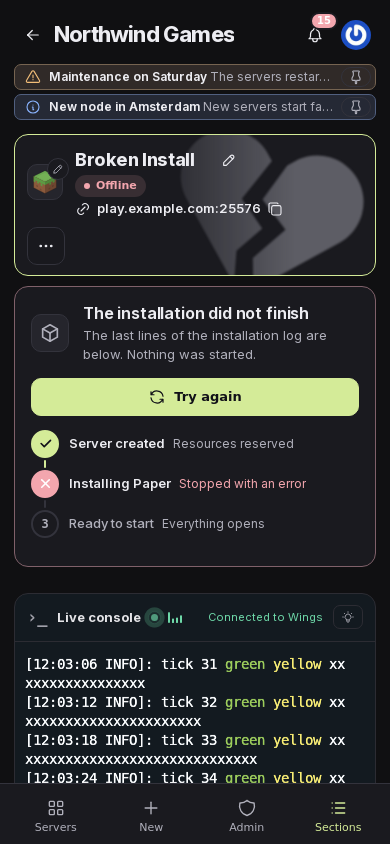 Northwind Games
15
Maintenance on Saturday The servers restar...
New node in Amsterdam New servers start fa...
Broken Install
Offline
play.example.com:25576
The installation did not finish
The last lines of the installation log are
below. Nothing was started.
Try again
Server created Resources reserved
Installing Paper Stopped with an error
3 Ready to start Everything opens
Live console Connected to Wings
[12:03:06 INFO]: tick 31 green yellow xx
xxxxxxxxxxxxxxx
[12:03:12 INFO]: tick 32 green yellow xx
xxxxxxxxxxxxxxxxxxxxxx
[12:03:18 INFO]: tick 33 green yellow xx
xxxxxxxxxxxxxxxxxxxxxxxxxxxxx
[12:03:24 INFO]: tick 34 green yellow xx
Servers
New
Admin
Sections